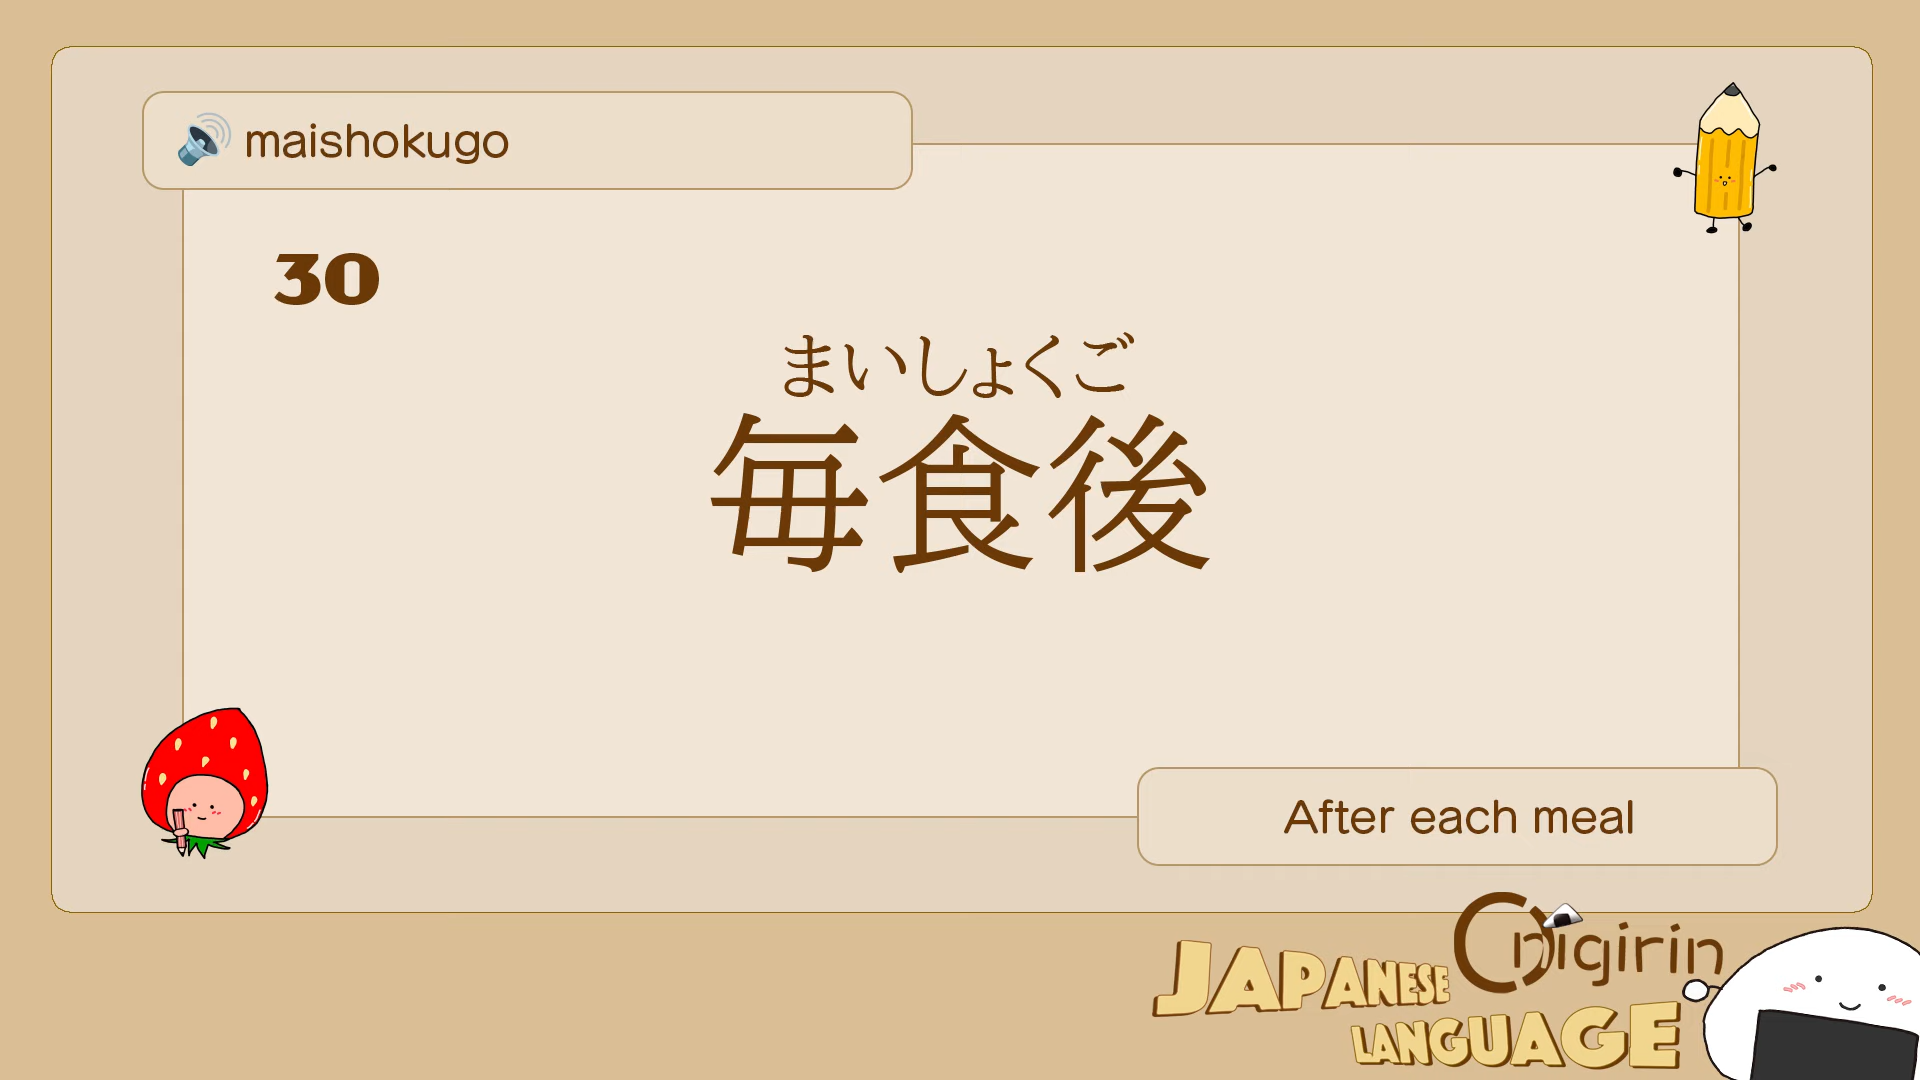 maishokugo
30
まいしょくご
毎食後
After each meal
Onigirin
JAPANESE
LANGUAGE